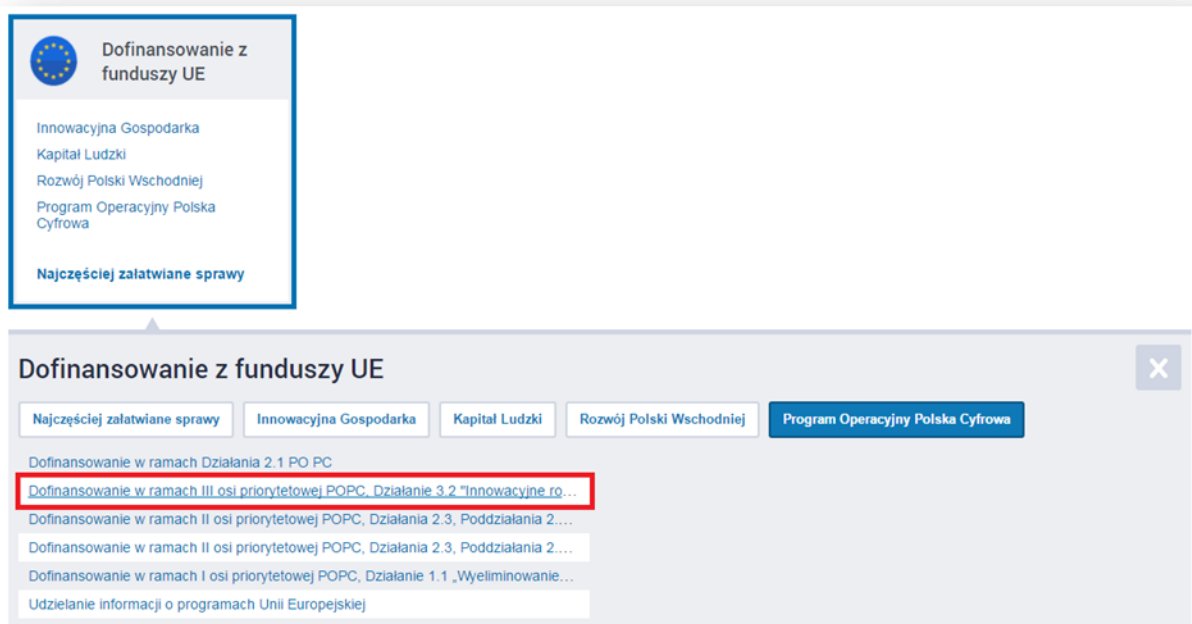 Dofinansowanie z
funduszy UE
Innowacyjna Gospodarka
Kapitał Ludzki
Rozwój Polski Wschodniej
Program Operacyjny Polska
Cyfrowa
Najczęściej załatwiane sprawy
Dofinansowanie z funduszy UE
Najczęściej załatwiane sprawy Innowacyjna Gospodarka Kapitał Ludzki Rozwój Polski Wschodniej Program Operacyjny Polska Cyfrowa
Dofinansowanie w ramach Działania 2.1 PO PC
Dofinansowanie w ramach III osi priorytetowej POPC, Działanie 3.2 "Innowacyjne ro...
Dofinansowanie w ramach II osi priorytetowej POPC, Działania 2.3, Poddziałania 2....
Dofinansowanie w ramach II osi priorytetowej POPC, Działania 2.3, Poddziałania 2....
Dofinansowanie w ramach I osi priorytetowej POPC, Działanie 1.1 „Wyeliminowanie...
Udzielanie informacji o programach Unii Europejskiej